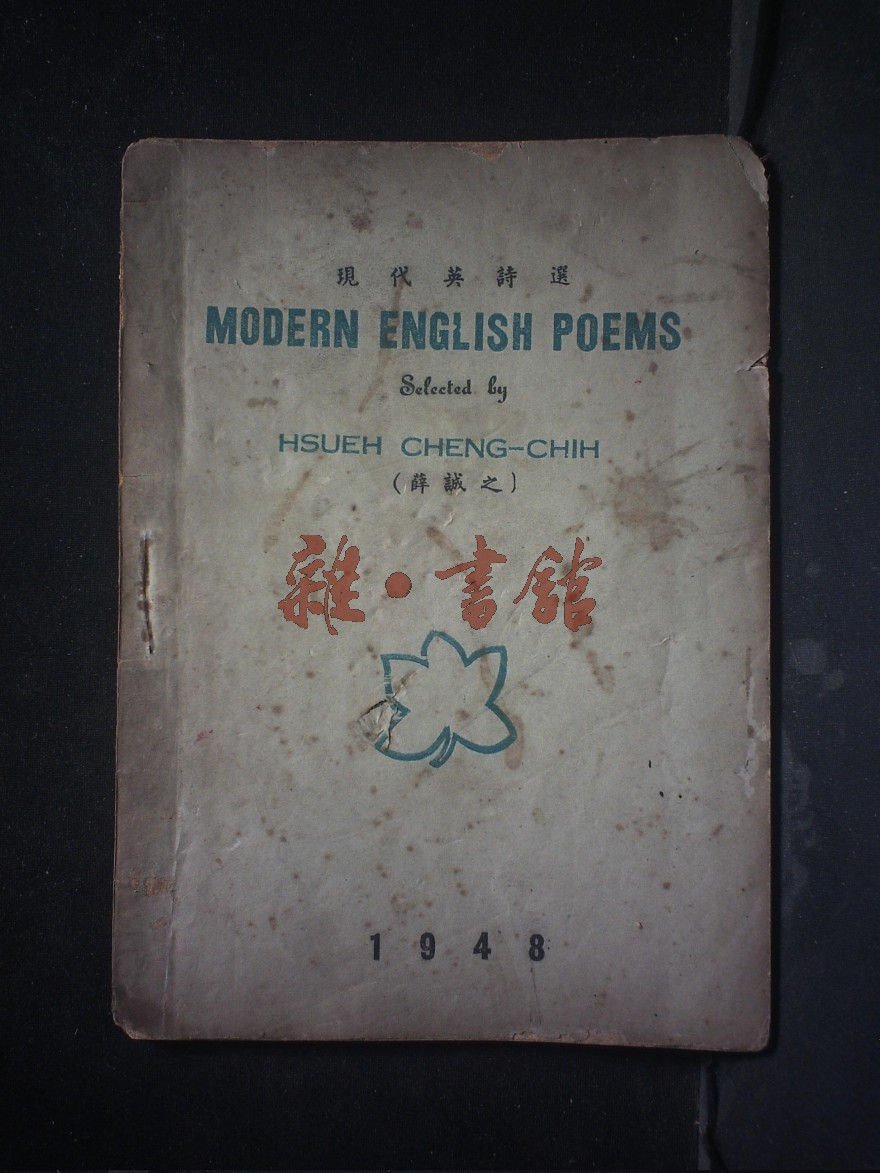 現代英詩選
MODERN ENGLISH POEMS
Selected by
HSUEH CHENG-CHIH
(薛誠之)
雜·書館
1948